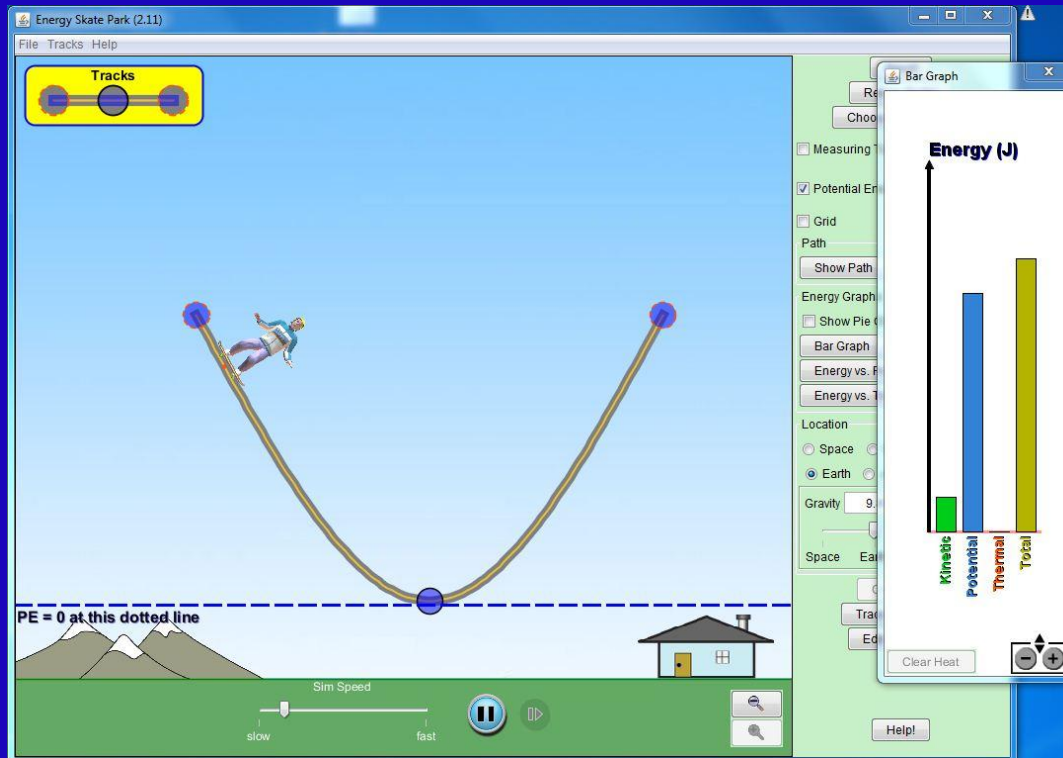 Energy Skate Park (2.11)
File Tracks Help
Tracks
Measuring
Potential En
Grid
Path
Show Path
Energy Graph
Show Pie
Bar Graph
Energy vs.
Energy vs.
Location
Space
Earth
Gravity 9.
Space Ear
Help!
PE = 0 at this dotted line
Sim Speed
slow fast
Bar Graph
Energy (J)
Kinetic
Potential
Thermal
Total
Clear Heat